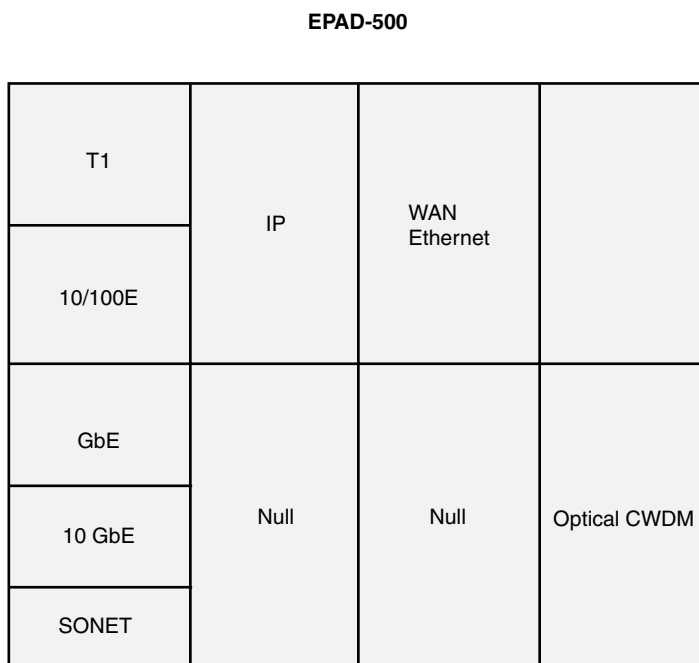 EPAD-500
T1
10/100E
IP
WAN
Ethernet
GbE
10 GbE
SONET
Null
Null
Optical CWDM